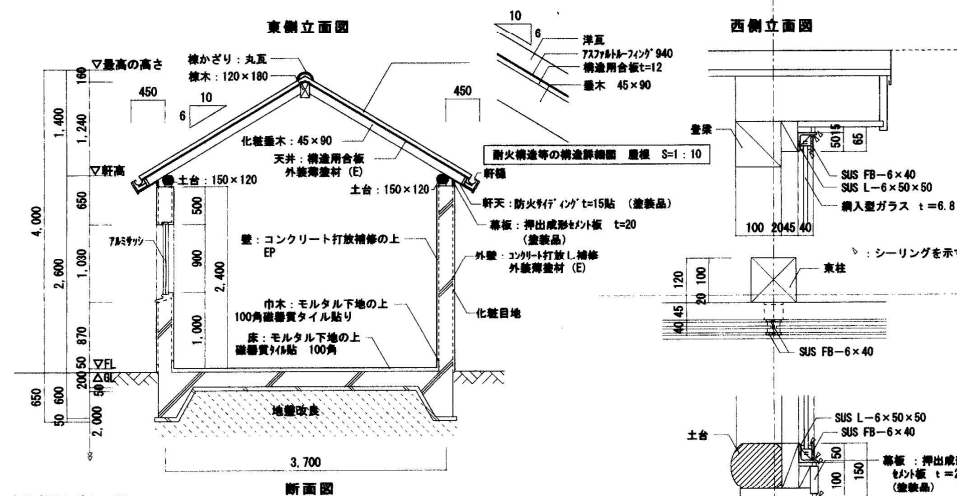 東側立面図
西側立面図
10
6
洋瓦
アスファルトルーフィング940
構造用合板t=12
垂木 45×90
耐火構造等の構造詳細図 屋根 S=1:10
▽最高の高さ
棟かざり:丸瓦
棟木:120×180
160
450
450
10
6
1,400
1,240
化粧垂木:45×90
天井:構造用合板
外装薄塗材(E)
▽軒高
土台:150×120
土台:150×120
軒樋
軒天:防火サイディングt=15貼 (塗装品)
幕板:押出成形セメント板 t=20
(塗装品)
外壁:コンクリート打放し補修
外装薄塗材(E)
化粧目地
アルミサッシ
壁:コンクリート打放補修の上
EP
巾木:モルタル下地の上
100角磁器質タイル貼り
床:モルタル下地の上
磁器質タイル貼 100角
4,000
2,600
650
1,030
870
500
900
1,000
2,400
▽FL
△GL
50
200
50
600
650
50
2,000
地盤改良
3,700
断面図
登梁
5015
65
SUS FB-6×40
SUS L-6×50×50
網入型ガラス t=6.8
100 2045 40
:シーリングを示す
束柱
120
100
20
45
40
SUS FB-6×40
土台
SUS L-6×50×50
SUS FB-6×40
50
100
150
幕板:押出成形
セメント板 t=2
(塗装品)